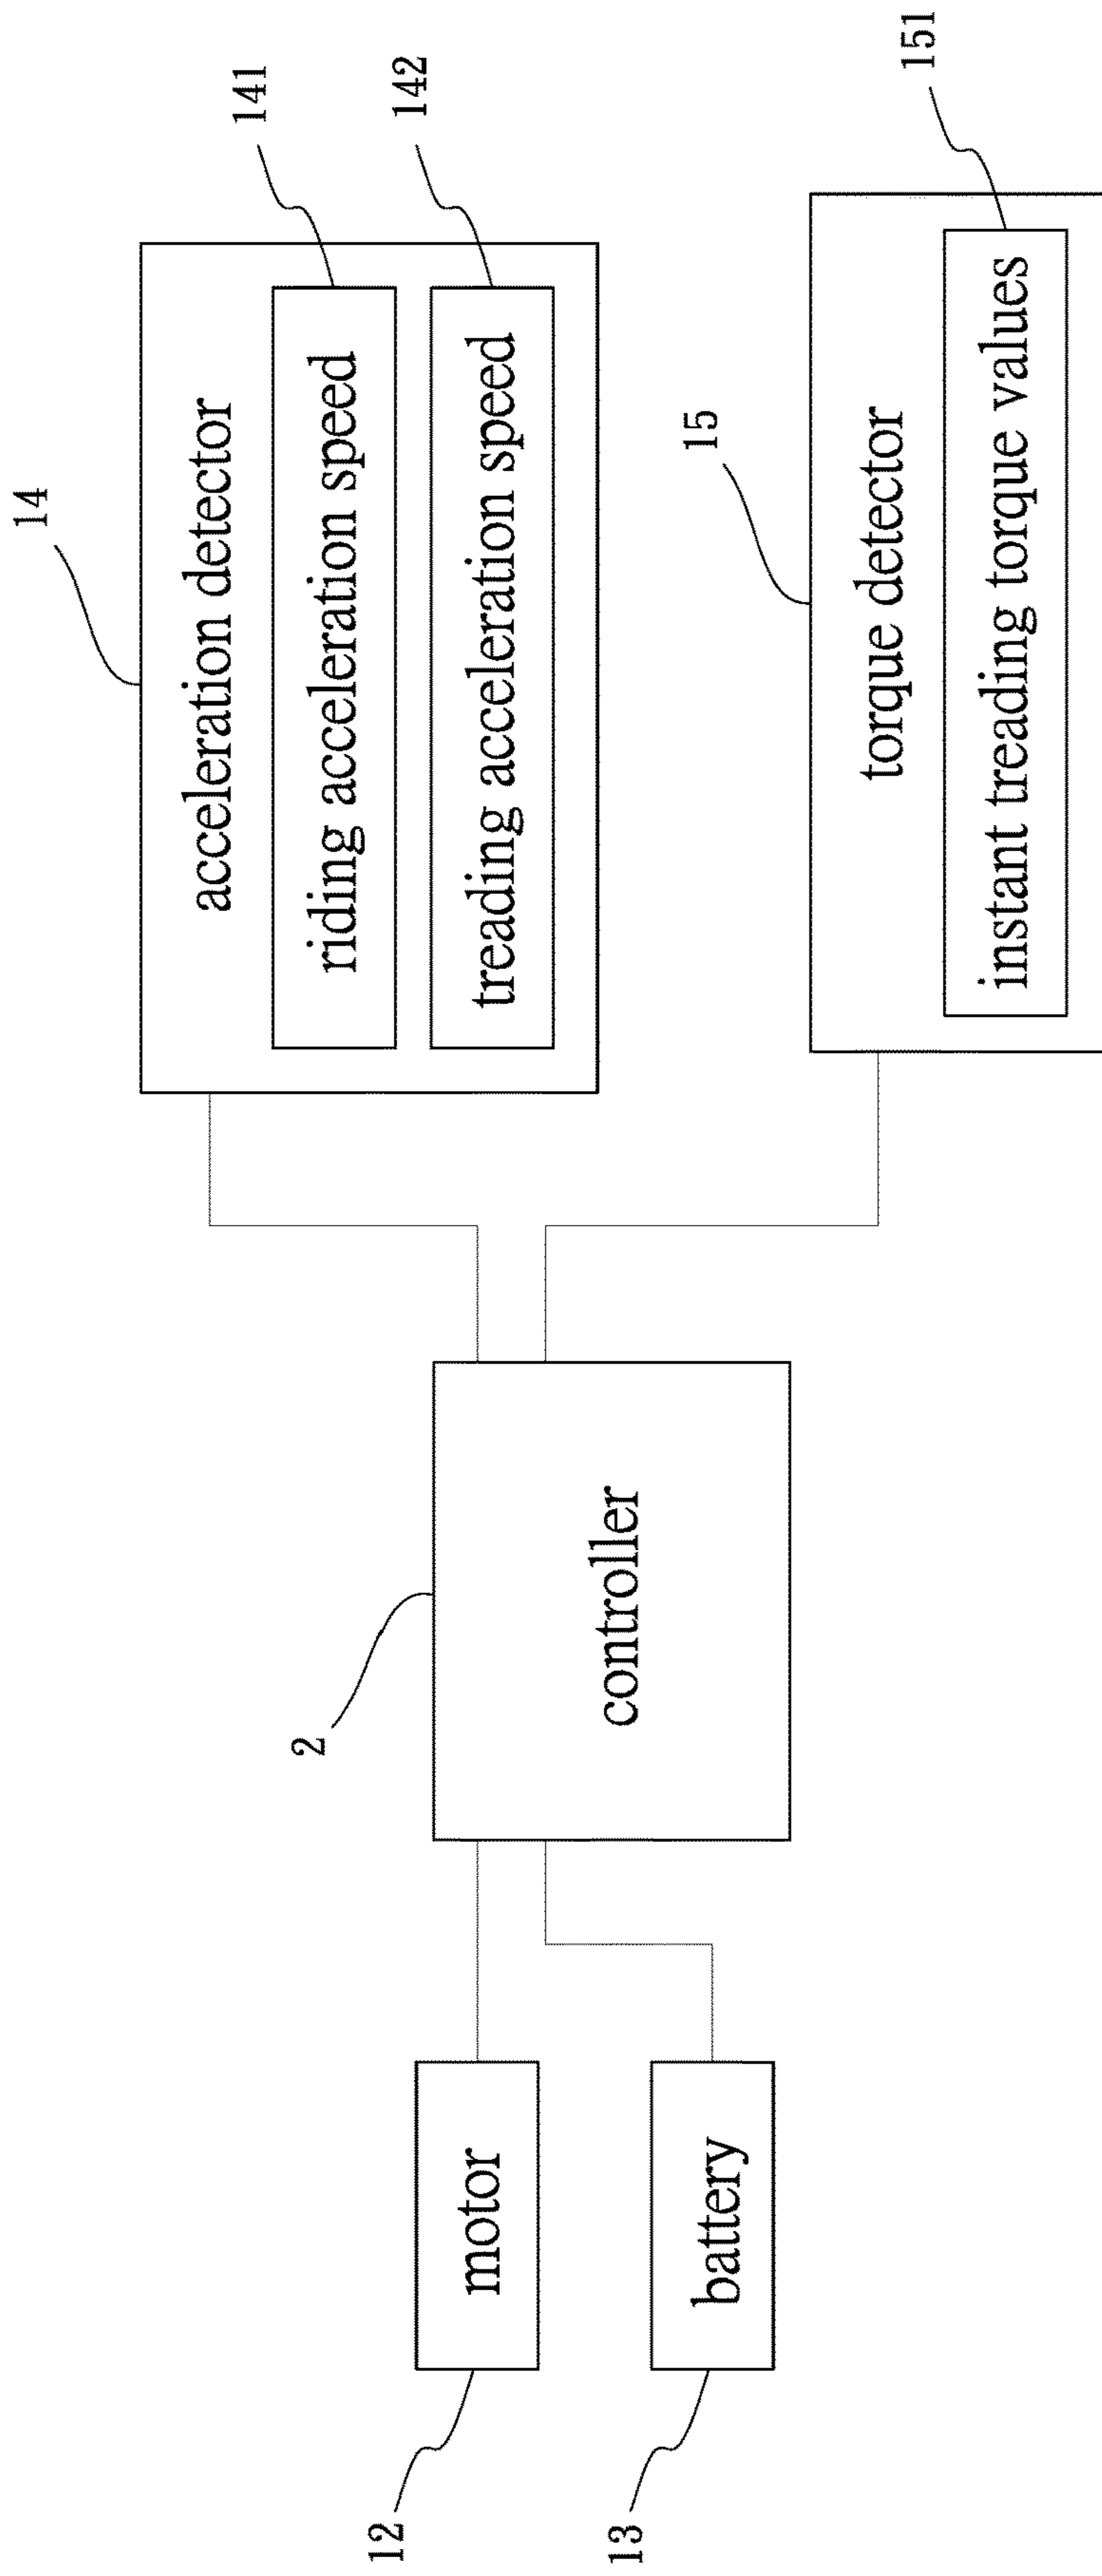 14
acceleration detector
141
riding acceleration speed
142
treading acceleration speed
2
controller
12
motor
13
battery
15
torque detector
151
instant treading torque values